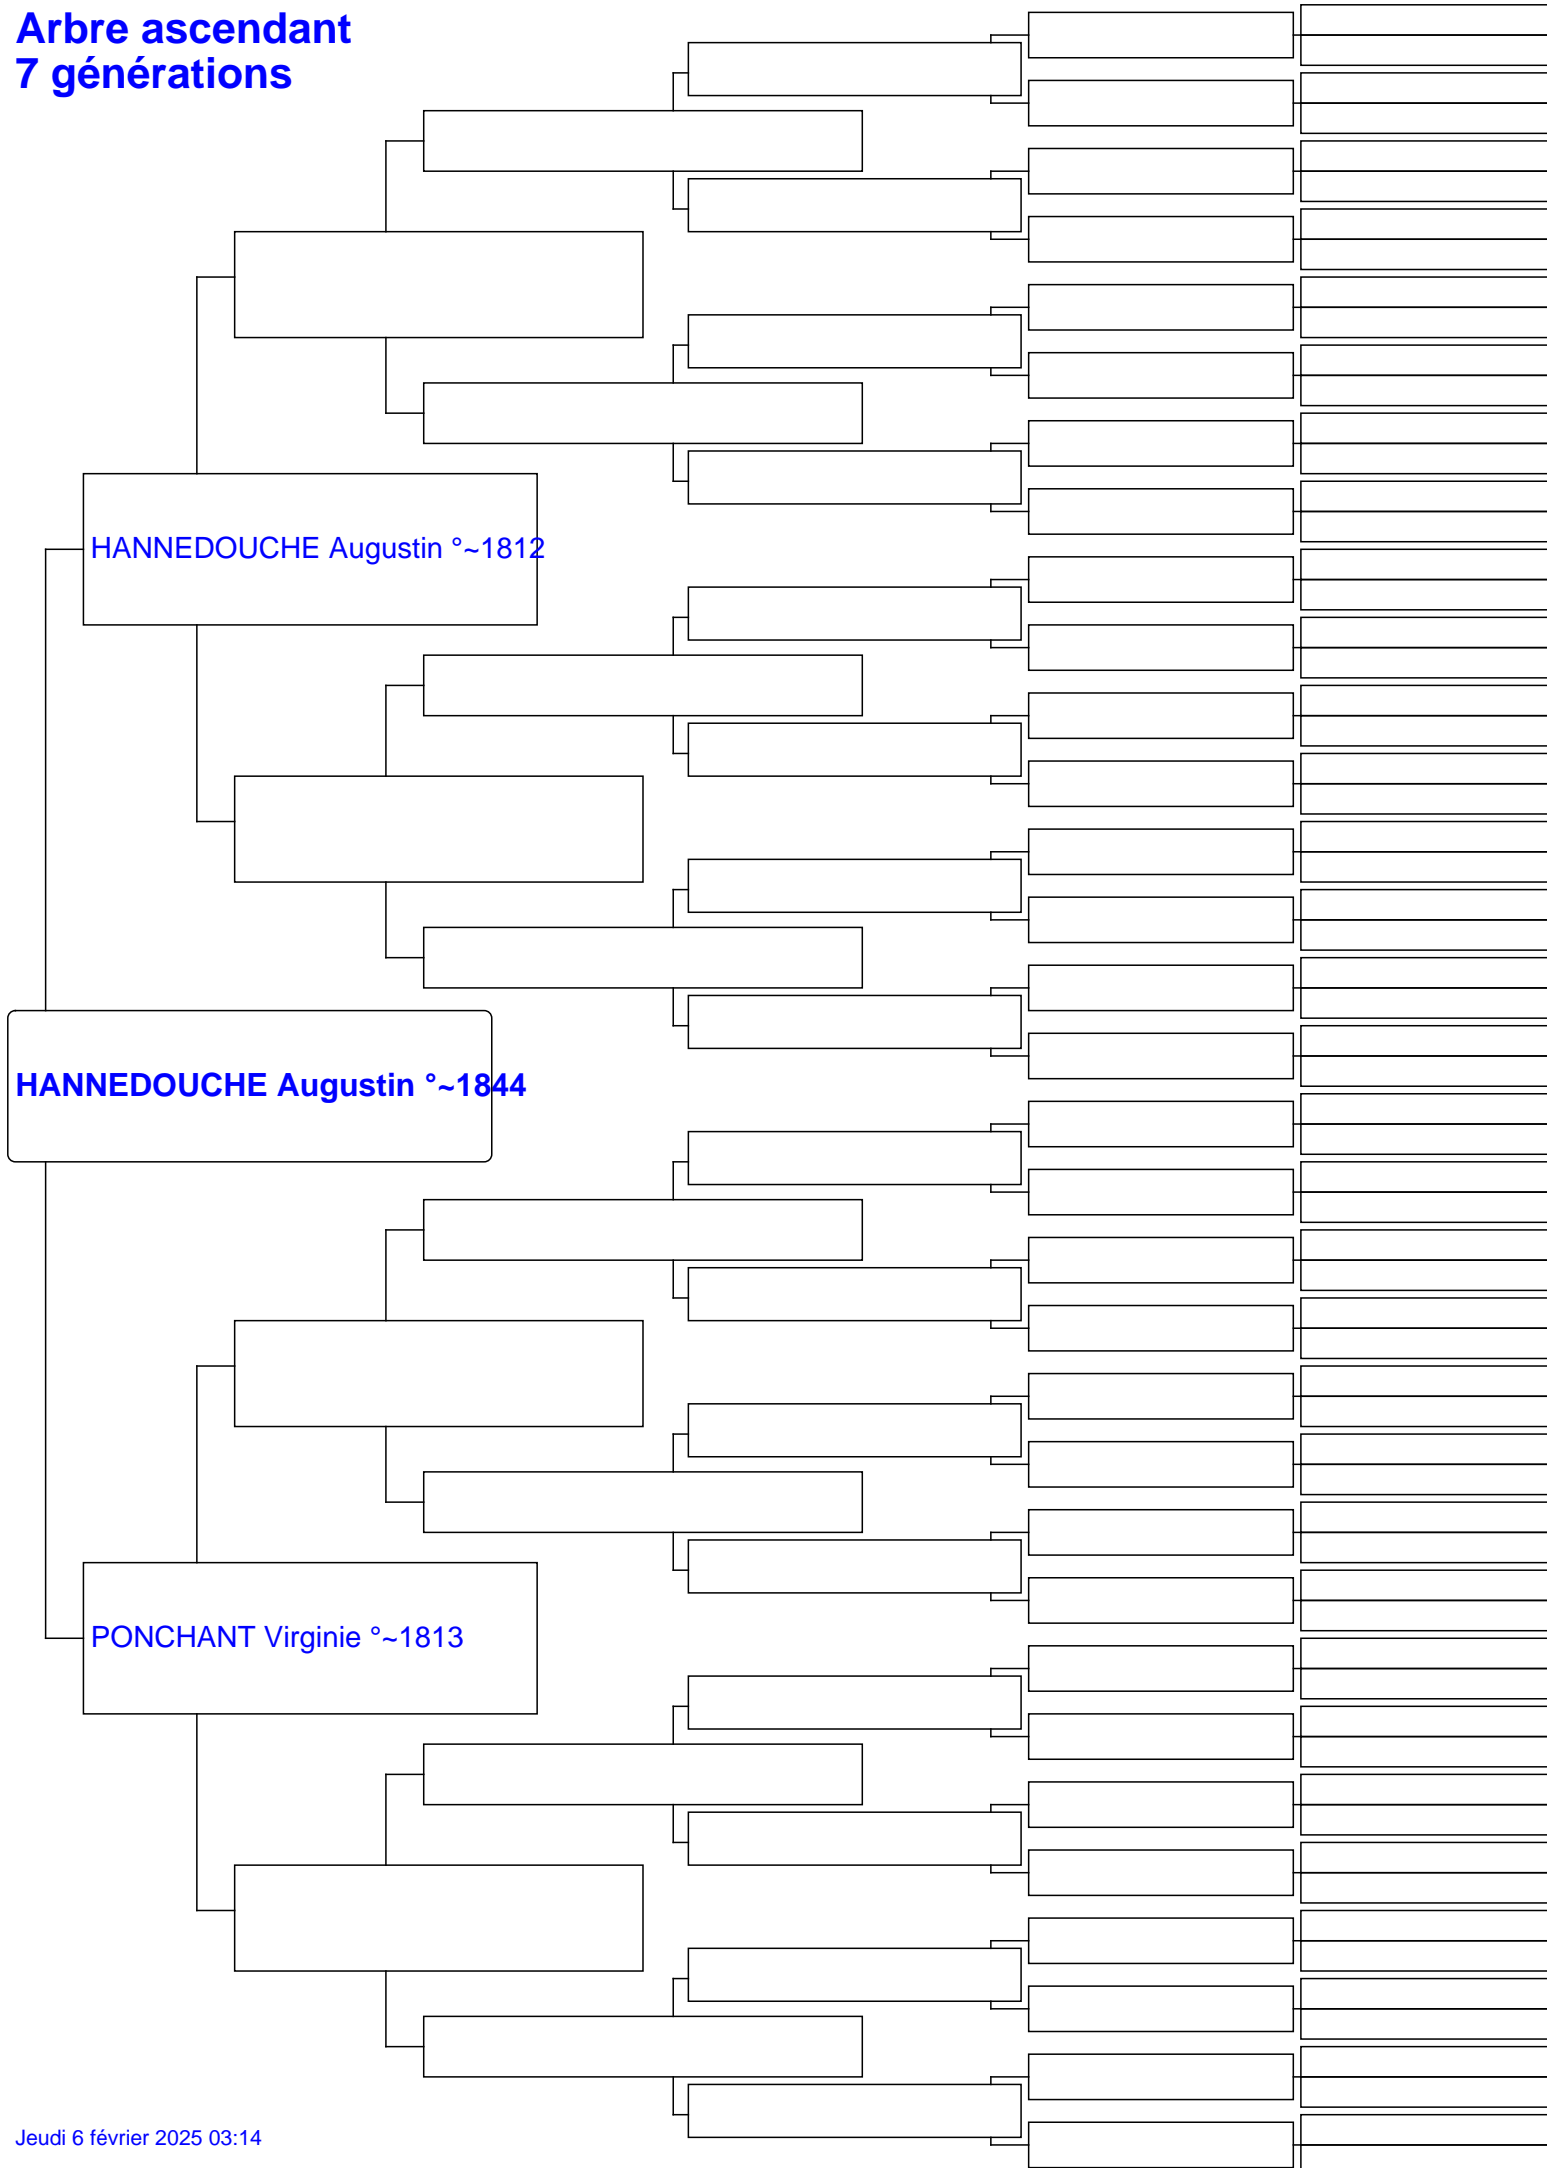 Arbre ascendant
7 générations
HANNEDOUCHE Augustin °~1812
HANNEDOUCHE Augustin °~1844
PONCHANT Virginie °~1813
Jeudi 6 février 2025 03:14